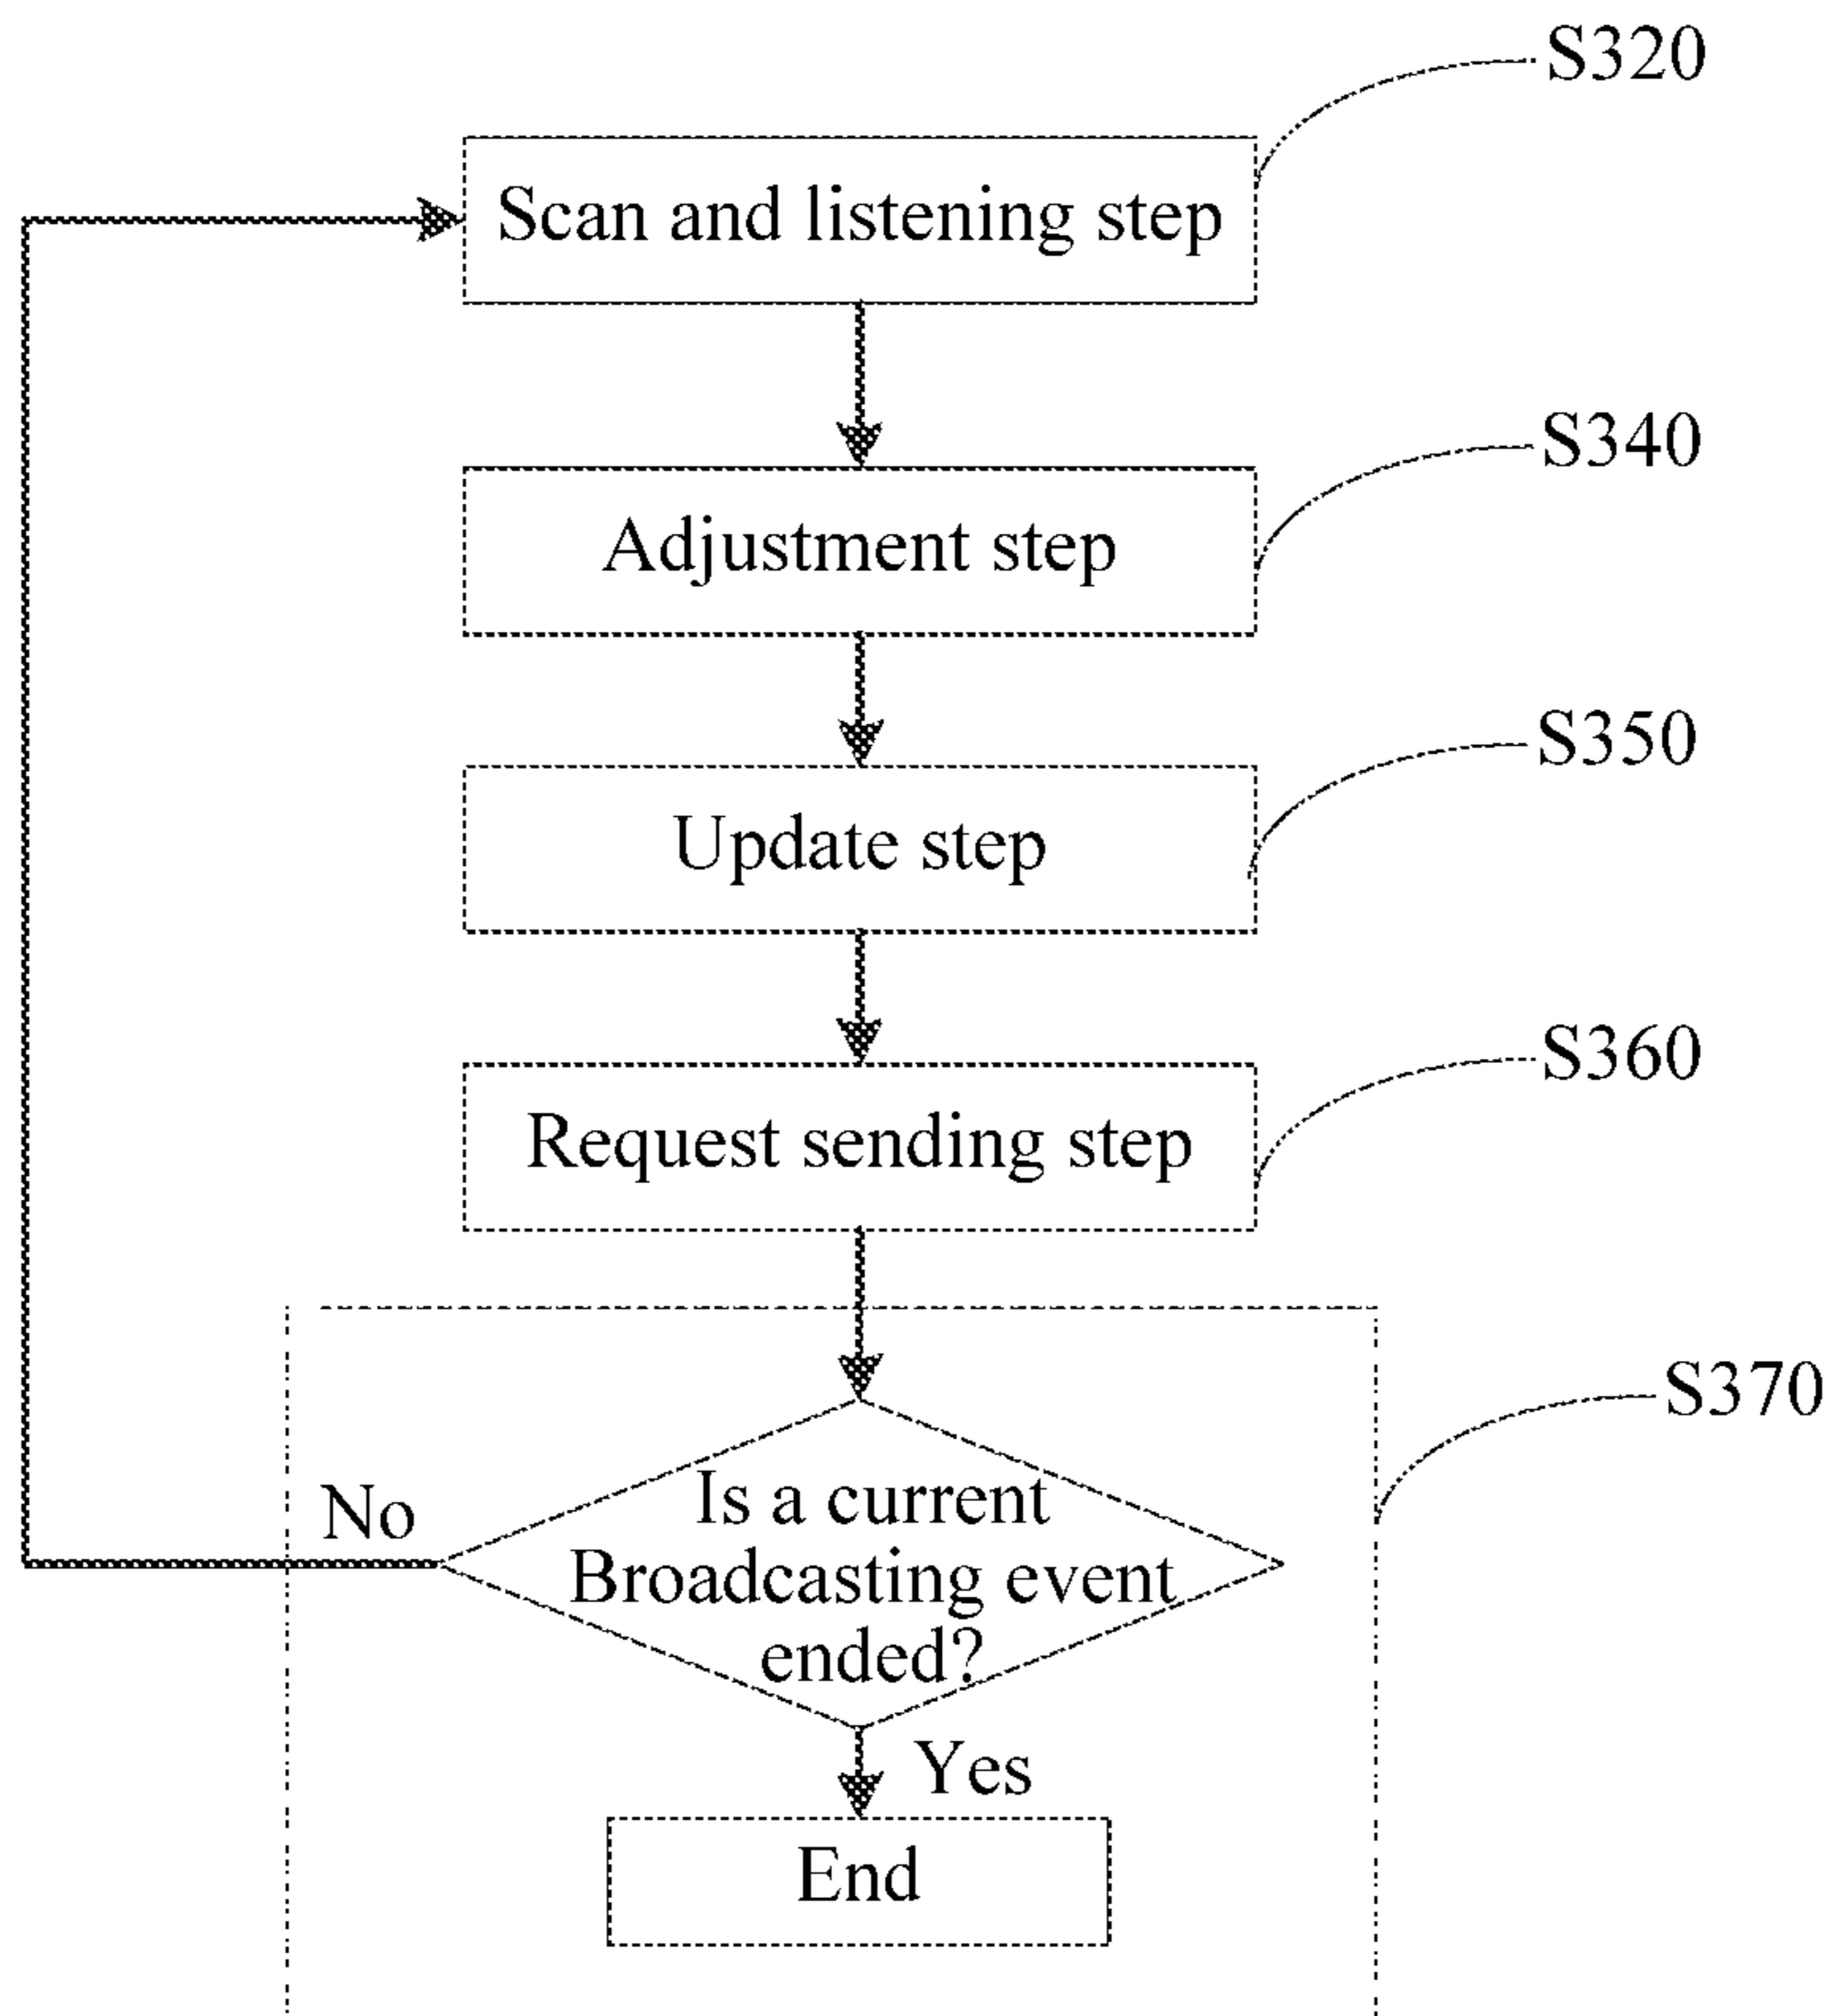 S320
Scan and listening step
S340
Adjustment step
S350
Update step
S360
Request sending step
S370
No
Is a current
Broadcasting event
ended?
Yes
End